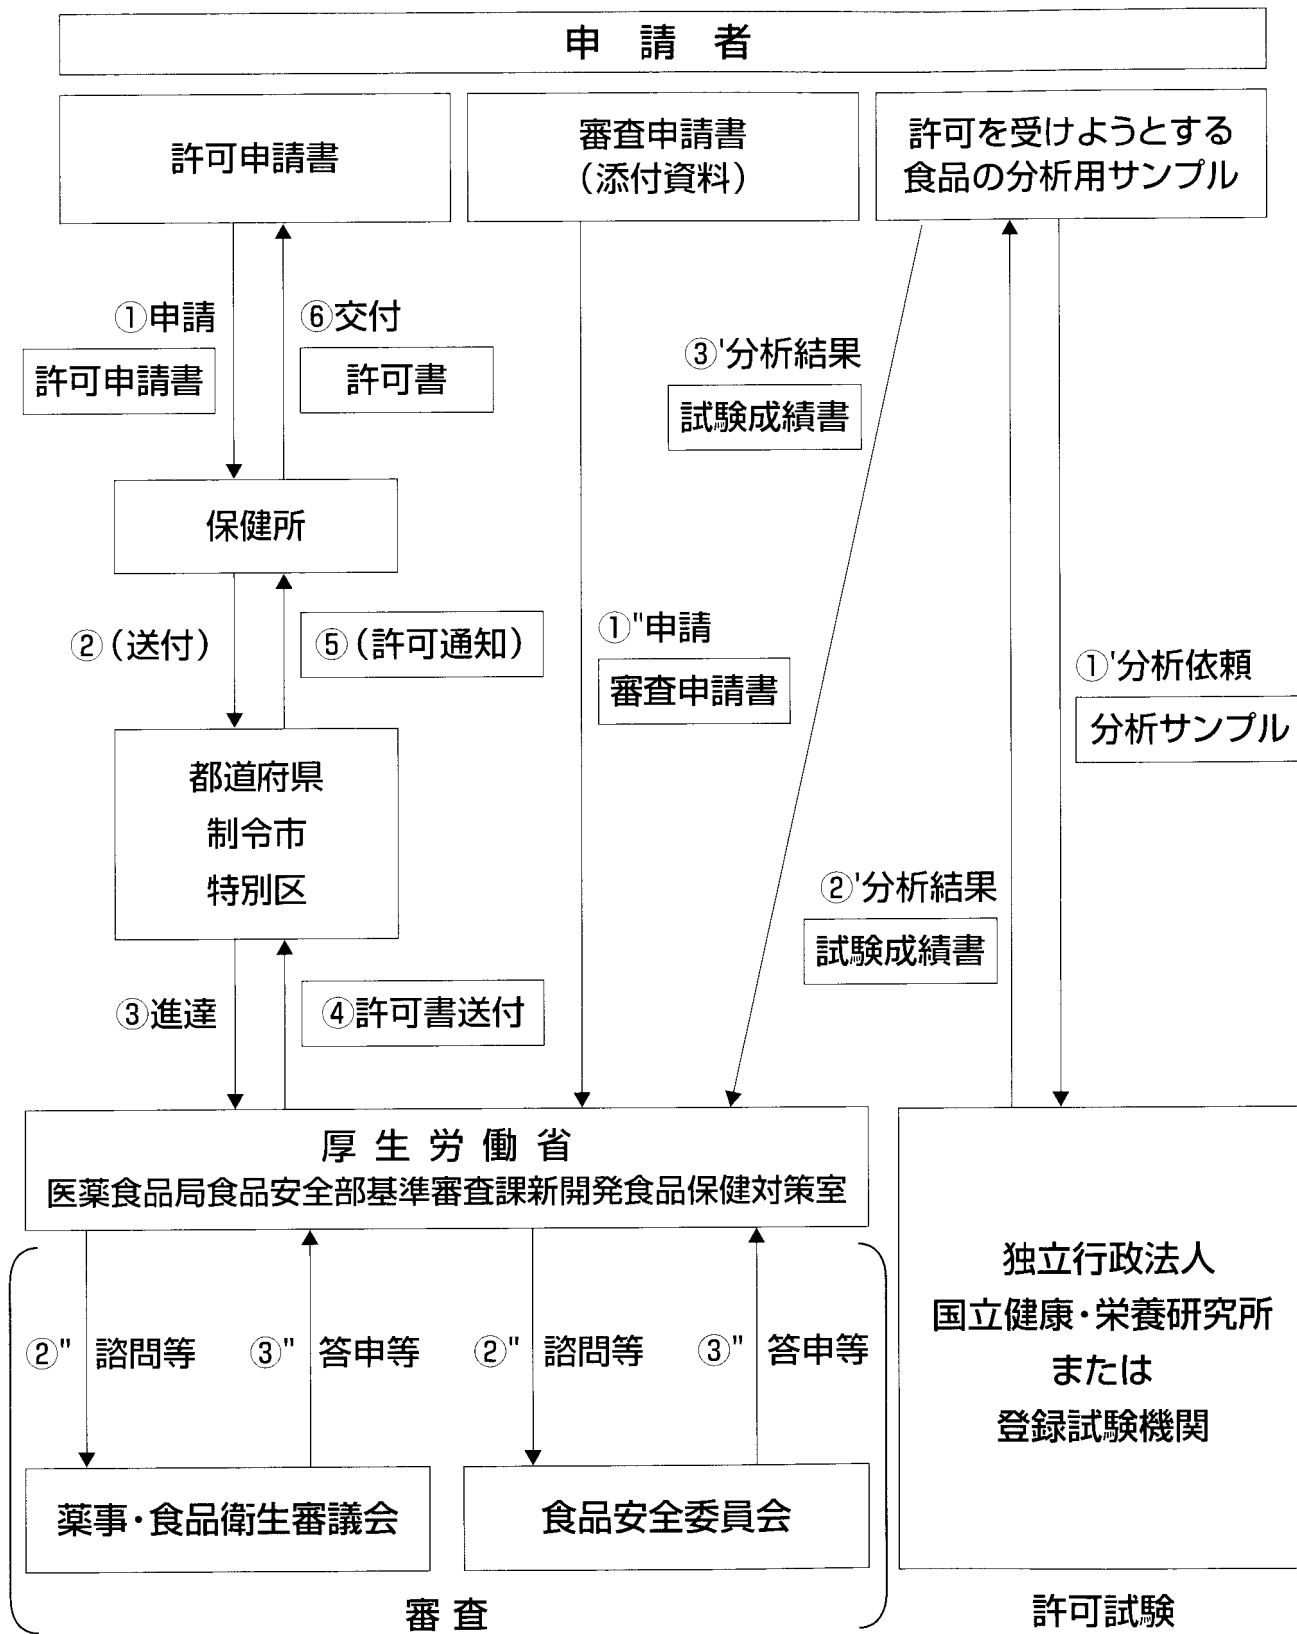 申請者
許可申請書
審査申請書
（添付資料）
許可を受けようとする
食品の分析用サンプル
①申請
許可申請書
⑥交付
許可書
③'分析結果
試験成績書
保健所
②（送付）
⑤（許可通知）
①"申請
審査申請書
①'分析依頼
分析サンプル
都道府県
制令市
特別区
②'分析結果
試験成績書
③進達
④許可書送付
厚生労働省
医薬食品局食品安全部基準審査課新開発食品保健対策室
独立行政法人
国立健康・栄養研究所
または
登録試験機関
②" 諮問等
③" 答申等
②" 諮問等
③" 答申等
薬事・食品衛生審議会
食品安全委員会
審査
許可試験